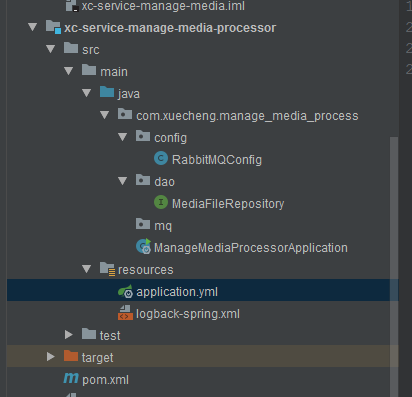 xc-service-manage-media.iml
xc-service-manage-media-processor
src
main
java
com.xuecheng.manage_media_process
config
RabbitMQConfig
dao
MediaFileRepository
mq
ManageMediaProcessorApplication
resources
application.yml
logback-spring.xml
test
target
pom.xml